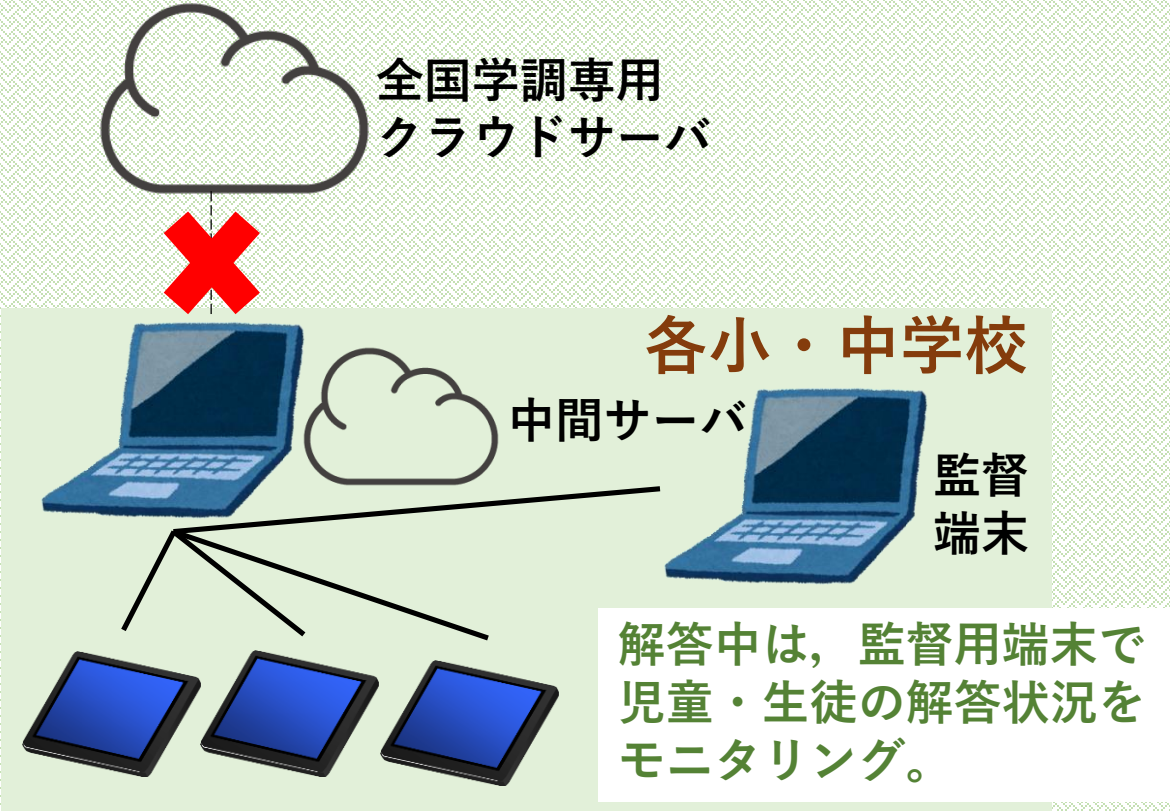 全国学調専用
クラウドサーバ
各小・中学校
中間サーバ
監督
端末
解答中は，監督用端末で
児童・生徒の解答状況を
モニタリング。